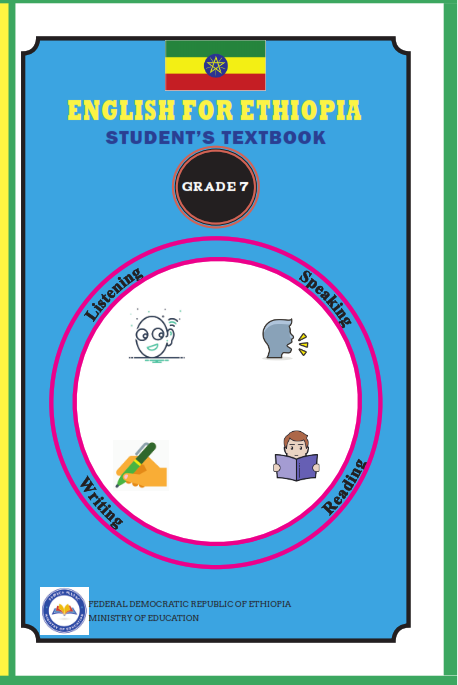 ENGLISH FOR ETHIOPIA
STUDENT'S TEXTBOOK
GRADE 7
Listening
Speaking
Writing
Reading
FEDERAL DEMOCRATIC REPUBLIC OF ETHIOPIA
MINISTRY OF EDUCATION